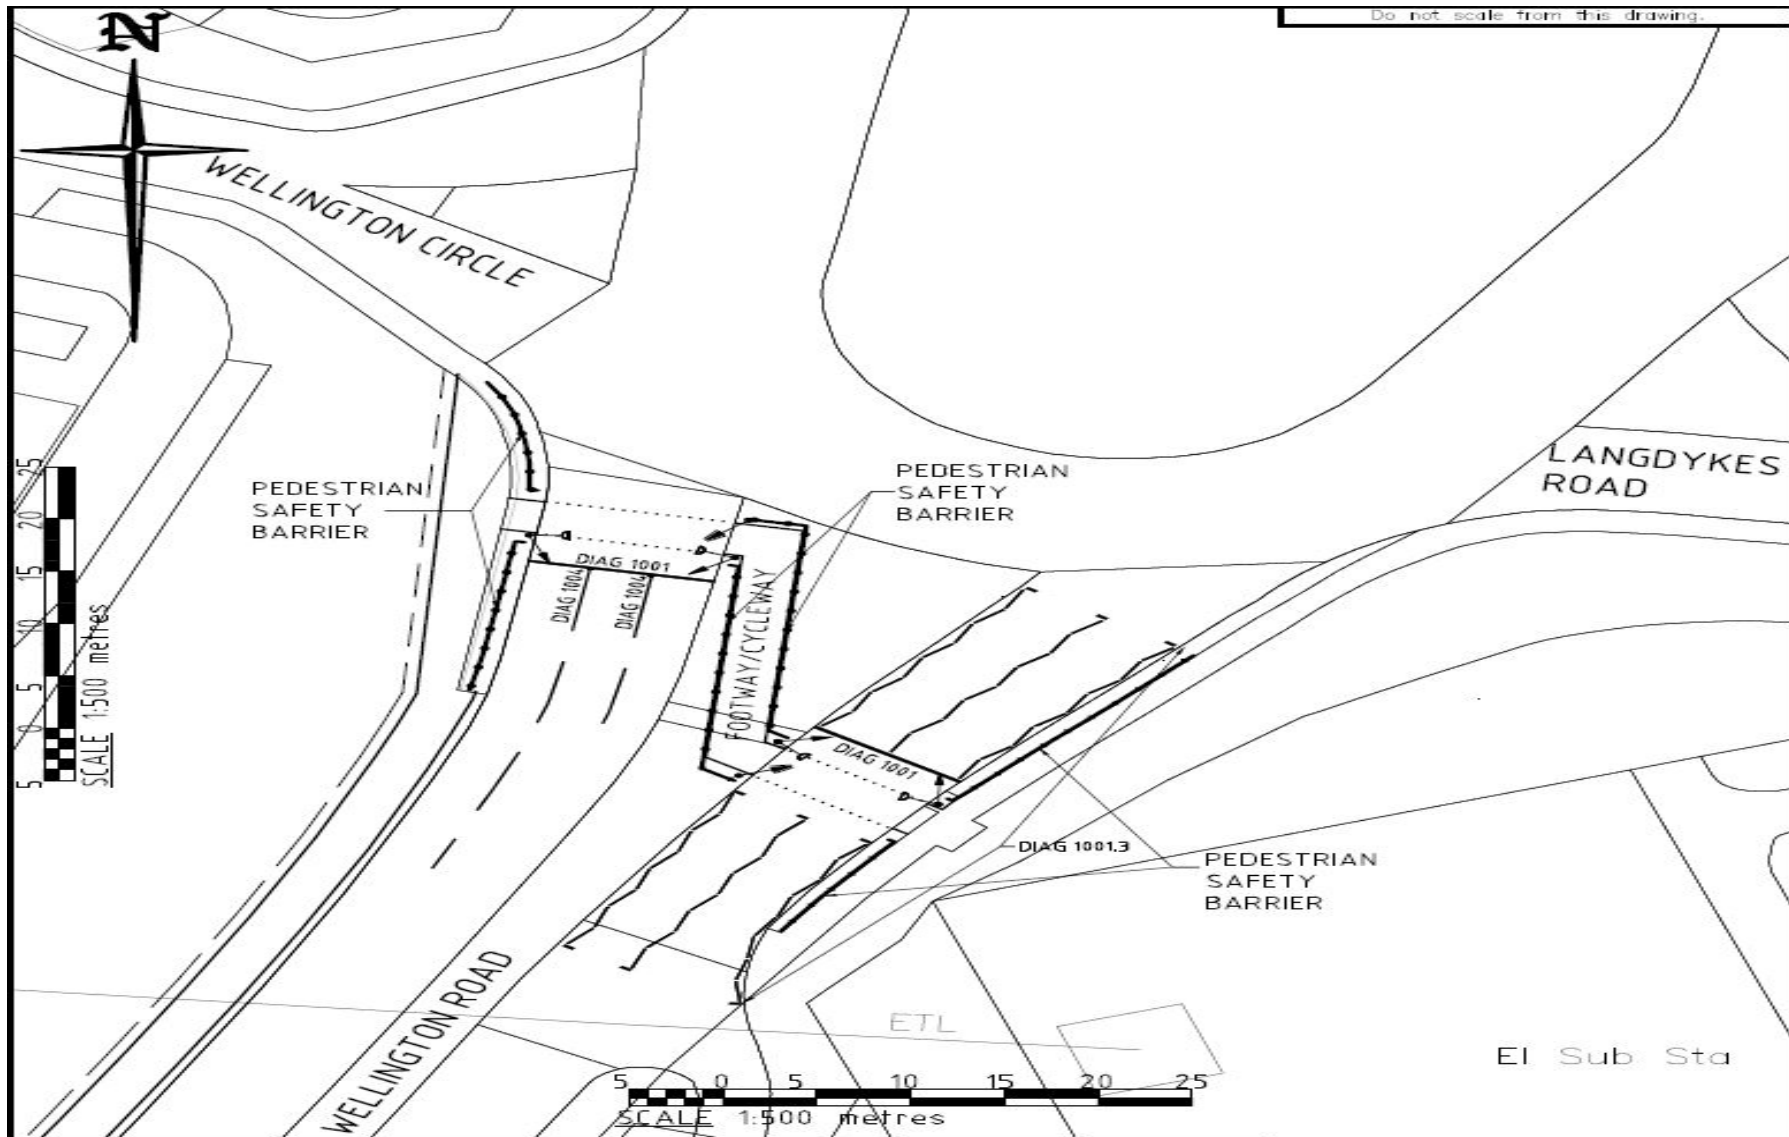 Do not scale from this drawing.
N
WELLINGTON CIRCLE
LANGDYKES
ROAD
PEDESTRIAN
SAFETY
BARRIER
PEDESTRIAN
SAFETY
BARRIER
DIAG 1001
DIAG 1004
DIAG 1004
FOOTWAY/CYCLEWAY
DIAG 1001
DIAG 1001.3
PEDESTRIAN
SAFETY
BARRIER
25
20
15
10
5
0
5
SCALE 1:500 metres
WELLINGTON ROAD
ETL
El Sub Sta
5 0 5 10 15 20 25
SCALE 1:500 metres